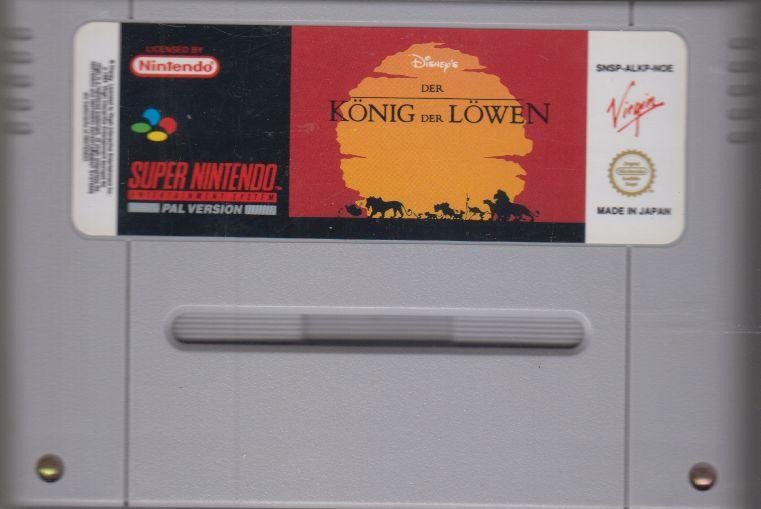 LICENSED BY
Nintendo
SUPER NINTENDO
ENTERTAINMENT SYSTEM
PAL VERSION
Disney's
DER
KÖNIG DER LÖWEN
SNSP-ALKP-NOE
Virgin
MADE IN JAPAN